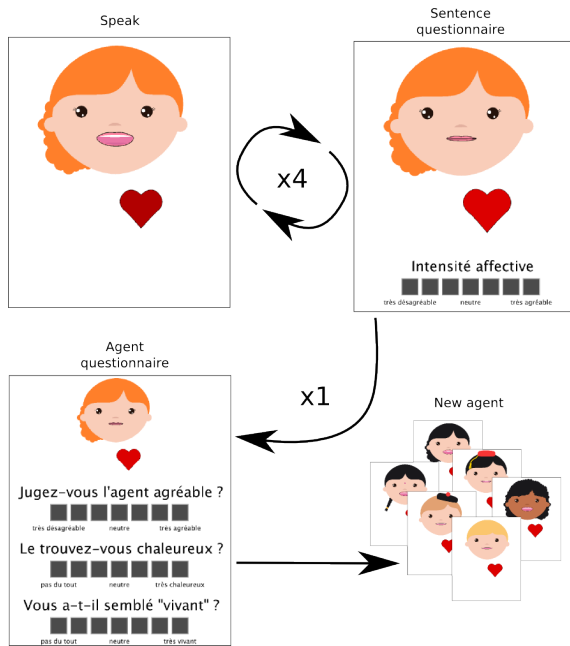 Speak
Sentence
questionnaire
x4
Intensité affective
très désagréable neutre très agréable
Agent
questionnaire
x1
New agent
Jugez-vous l'agent agréable ?
très désagréable neutre très agréable
Le trouvez-vous chaleureux ?
pas du tout neutre très chaleureux
Vous a-t-il semblé "vivant" ?
pas du tout neutre très vivant